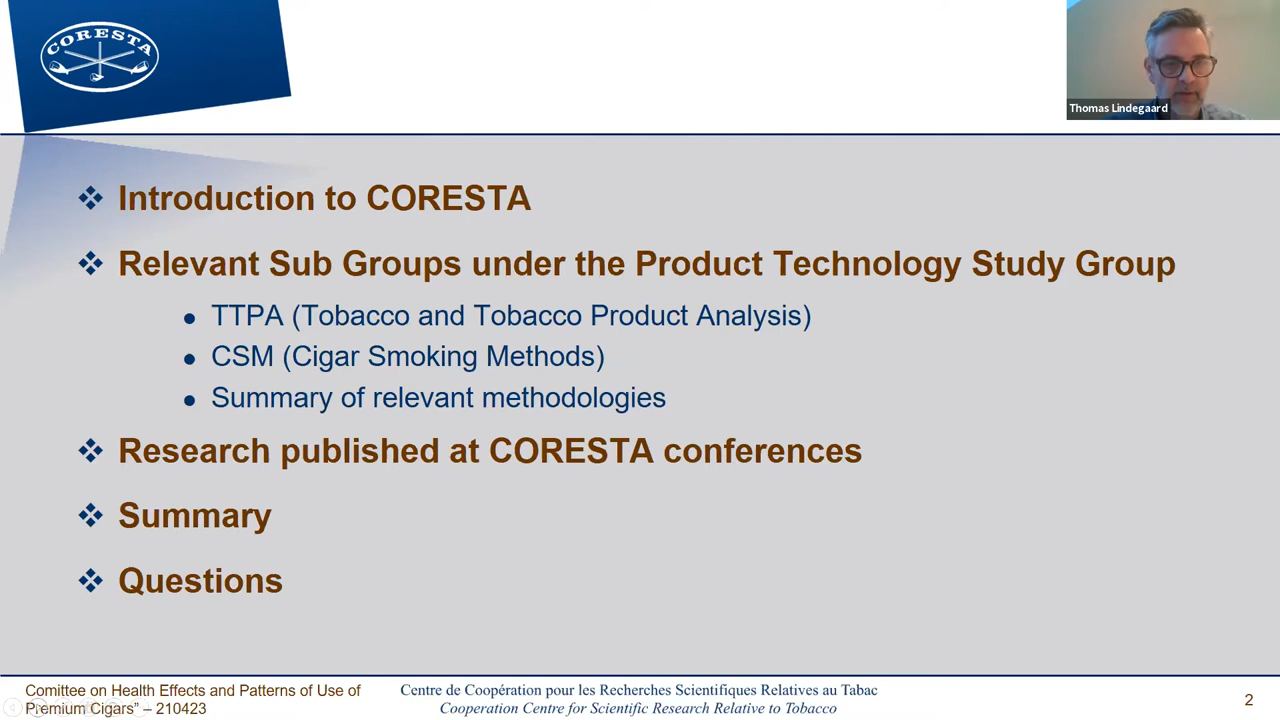 CORESTA
Thomas Lindegaard
Introduction to CORESTA
Relevant Sub Groups under the Product Technology Study Group
TTPA (Tobacco and Tobacco Product Analysis)
CSM (Cigar Smoking Methods)
Summary of relevant methodologies
Research published at CORESTA conferences
Summary
Questions
Comittee on Health Effects and Patterns of Use of
Premium Cigars” – 210423
Centre de Coopération pour les Recherches Scientifiques Relatives au Tabac
Cooperation Centre for Scientific Research Relative to Tobacco
2